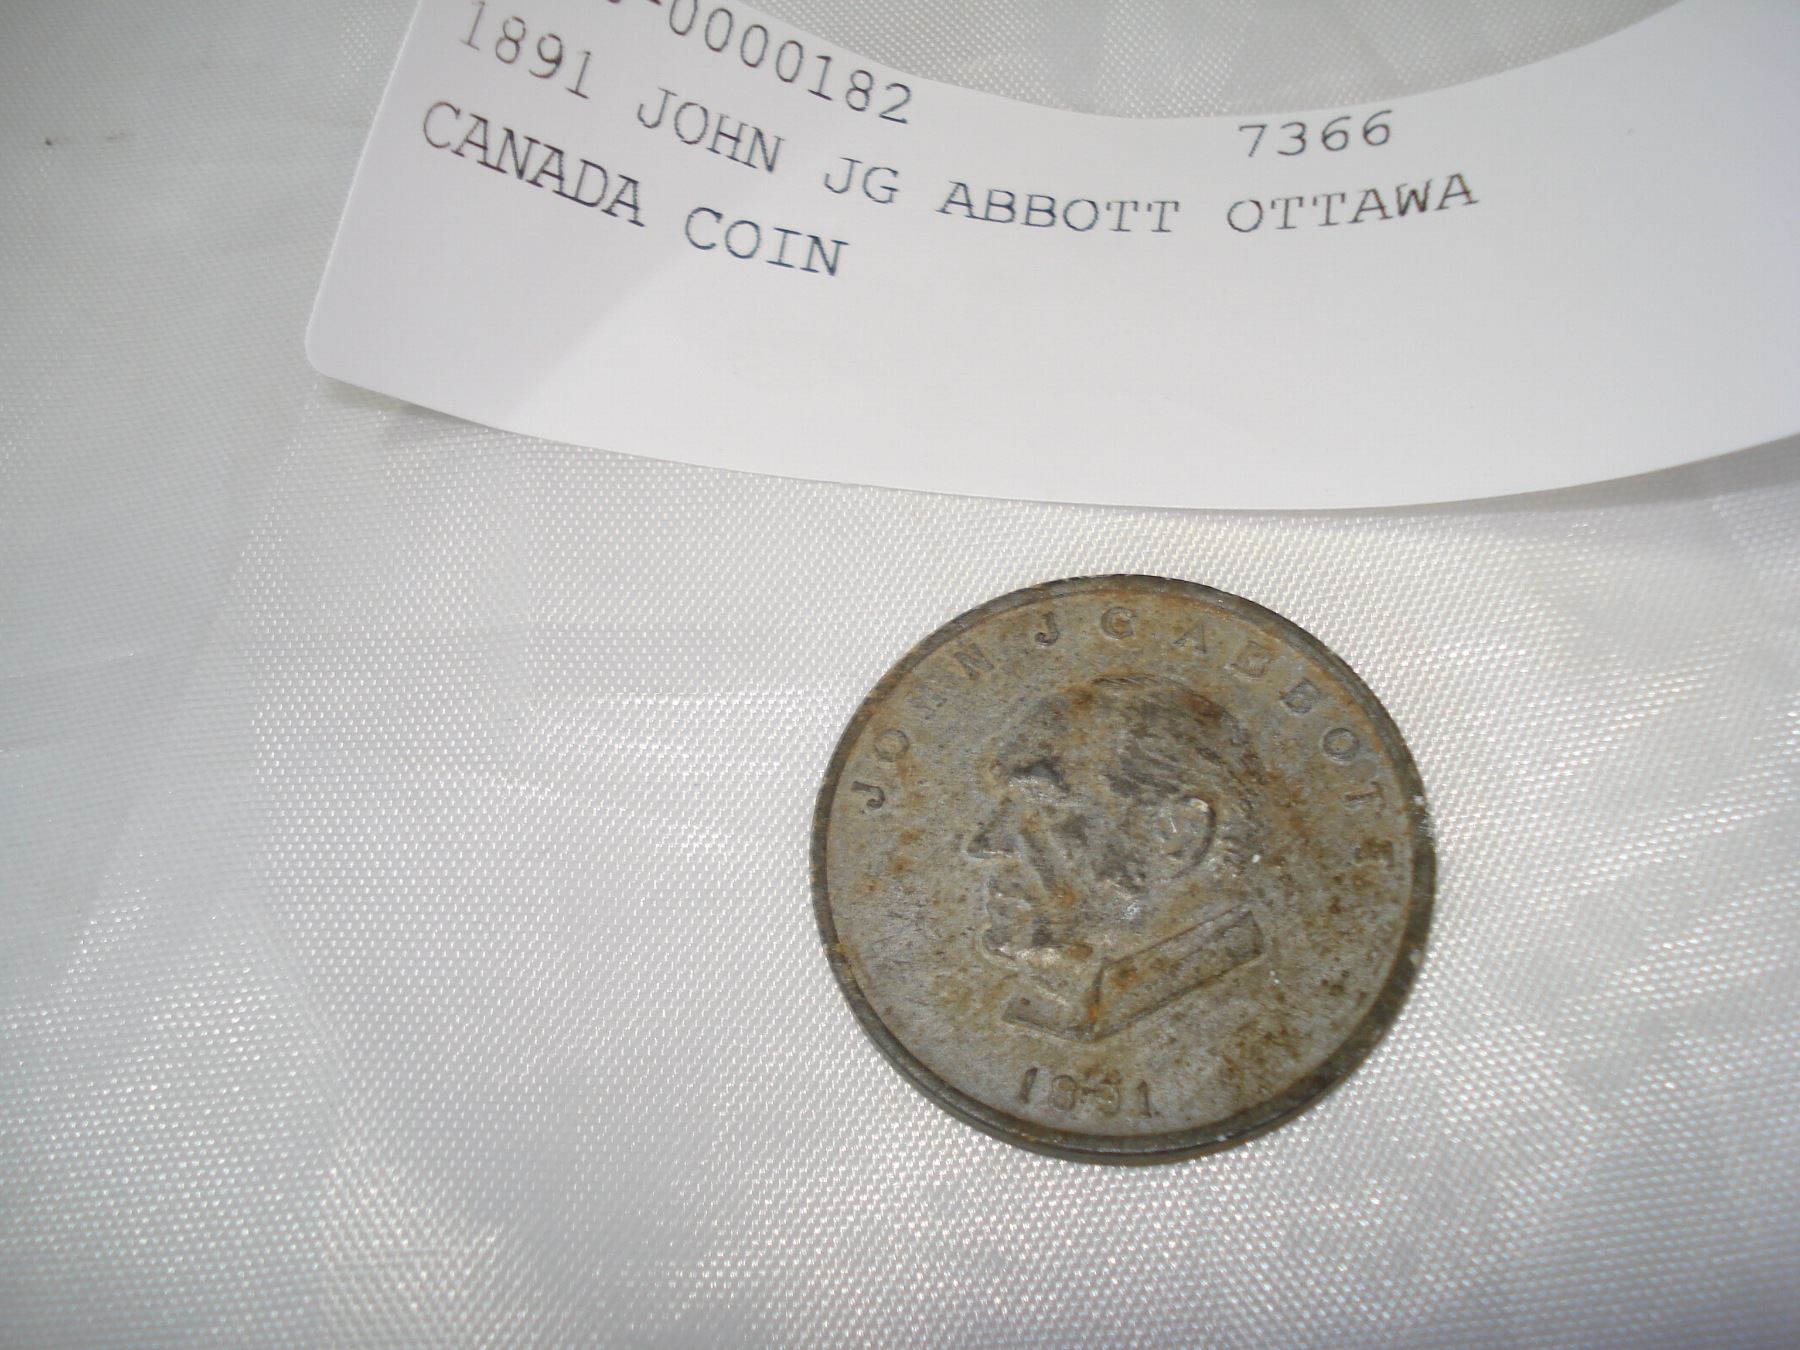 -0000182 7366
1891 JOHN JG ABBOTT OTTAWA
CANADA COIN
JOHN J G ABBOTT
1891